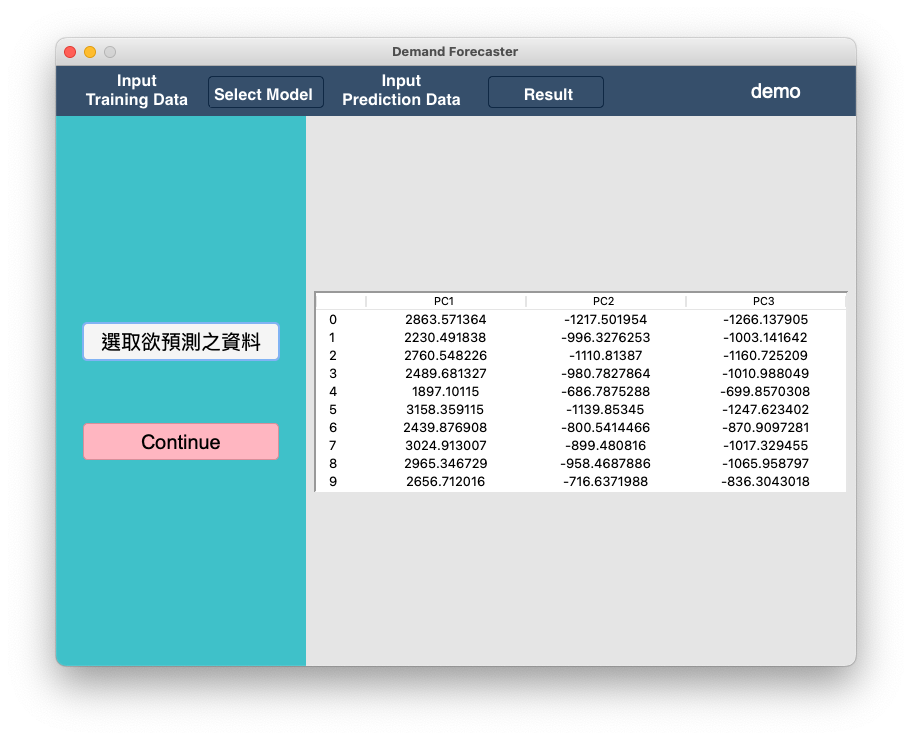 Demand Forecaster
Input
Training Data
Select Model
Input
Prediction Data
Result
demo
選取欲預測之資料
Continue
PC1 PC2 PC3
0 2863.571364 -1217.501954 -1266.137905
1 2230.491838 -996.3276253 -1003.141642
2 2760.548226 -1110.81387 -1160.725209
3 2489.681327 -980.7827864 -1010.988049
4 1897.10115 -686.7875288 -699.8570308
5 3158.359115 -1139.85345 -1247.623402
6 2439.876908 -800.5414466 -870.9097281
7 3024.913007 -899.480816 -1017.329455
8 2965.346729 -958.4687886 -1065.958797
9 2656.712016 -716.6371988 -836.3043018